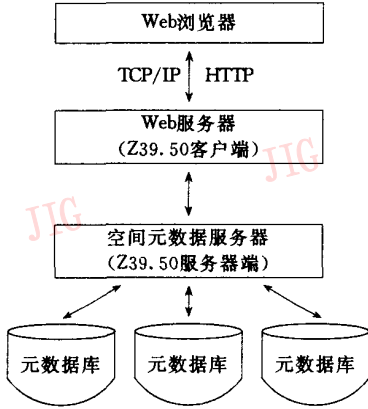 Web浏览器
TCP/IP HTTP
Web服务器
(Z39.50客户端)
JIG
JIG
空间元数据服务器
(Z39.50服务器端)
元数据库 元数据库 元数据库